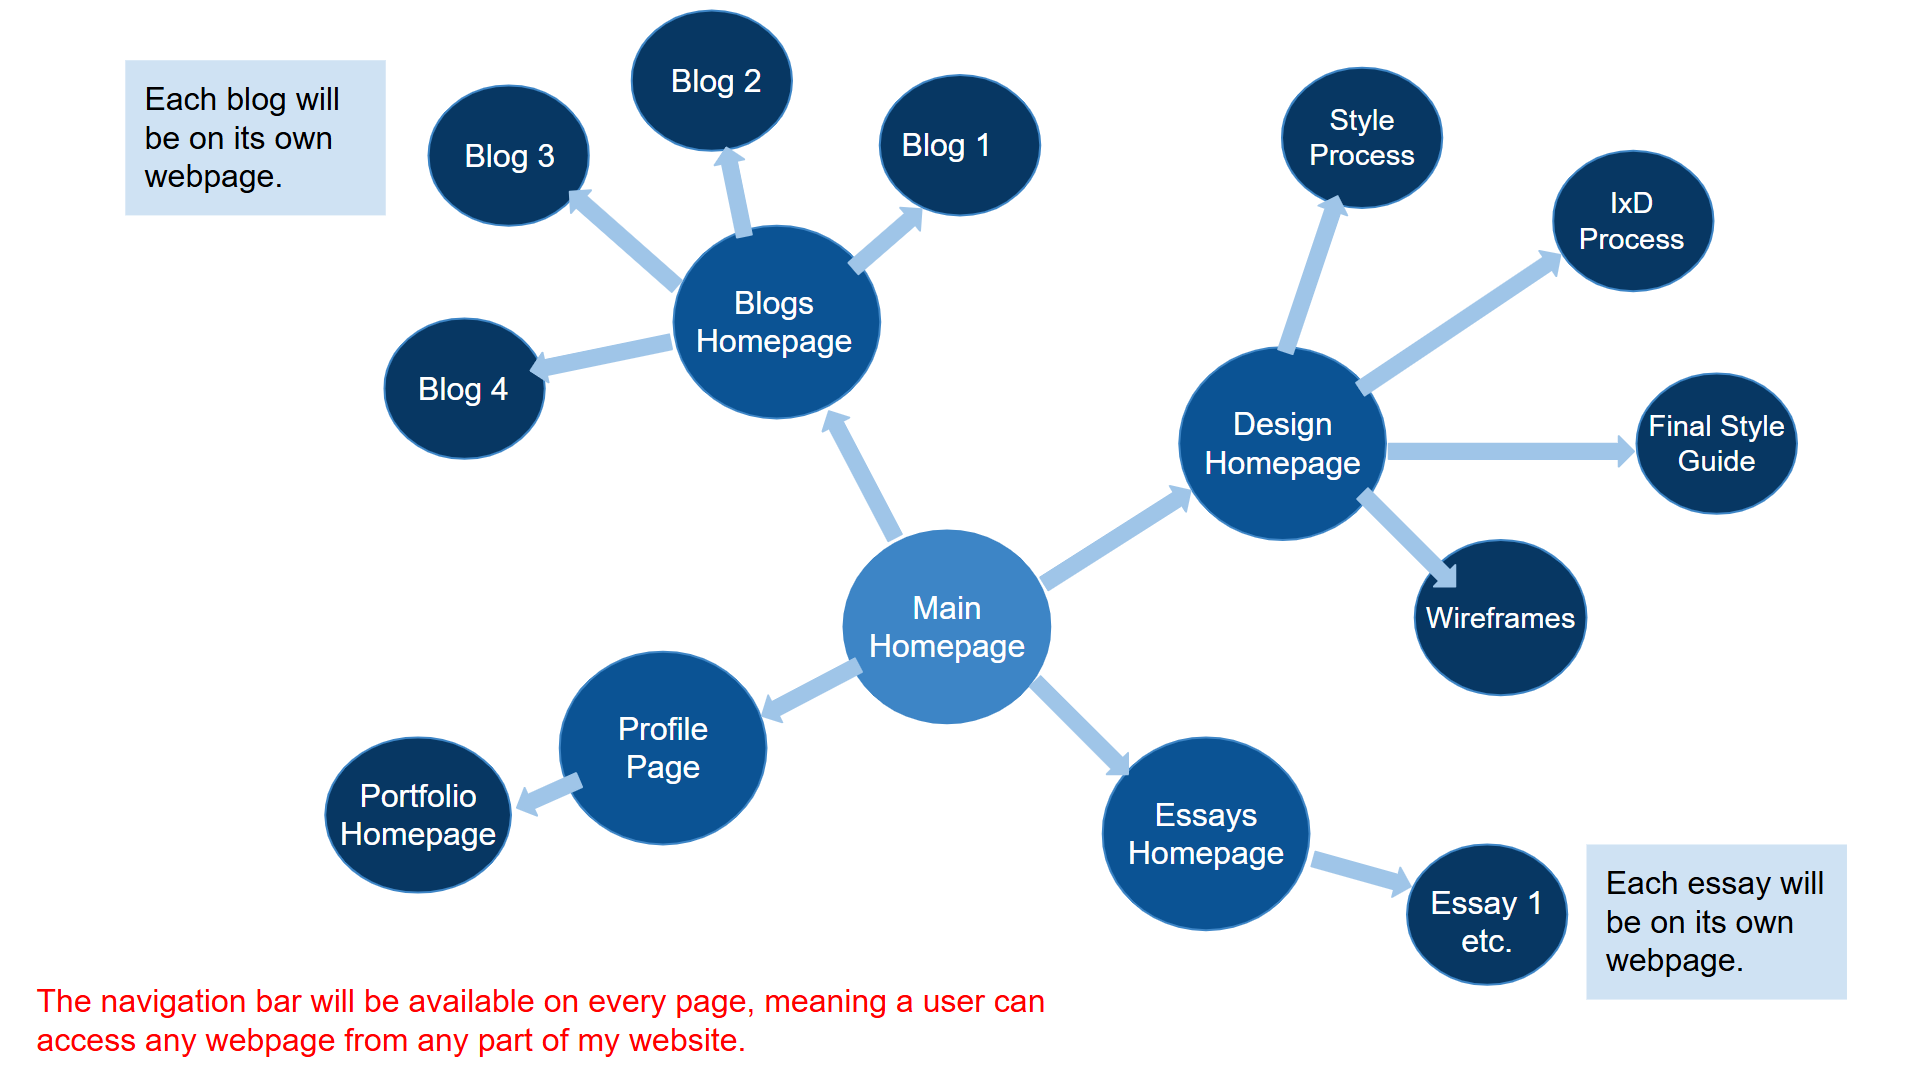 Each blog will
be on its own
webpage.
Blog 3
Blog 2
Blog 1
Blog 4
Blogs
Homepage
Style
Process
IxD
Process
Design
Homepage
Final Style
Guide
Wireframes
Main
Homepage
Profile
Page
Portfolio
Homepage
Essays
Homepage
Essay 1
etc.
Each essay will
be on its own
webpage.
The navigation bar will be available on every page, meaning a user can
access any webpage from any part of my website.